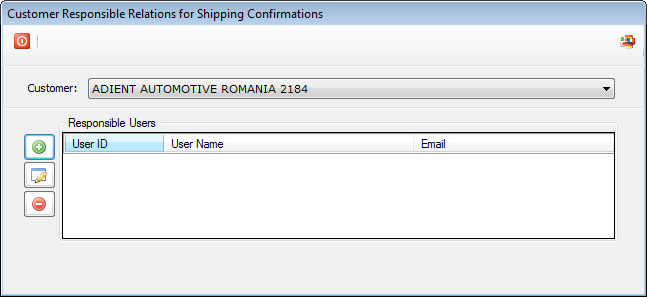 Customer Responsible Relations for Shipping Confirmations
Customer: ADIENT AUTOMOTIVE ROMANIA 2184
Responsible Users
User ID User Name Email